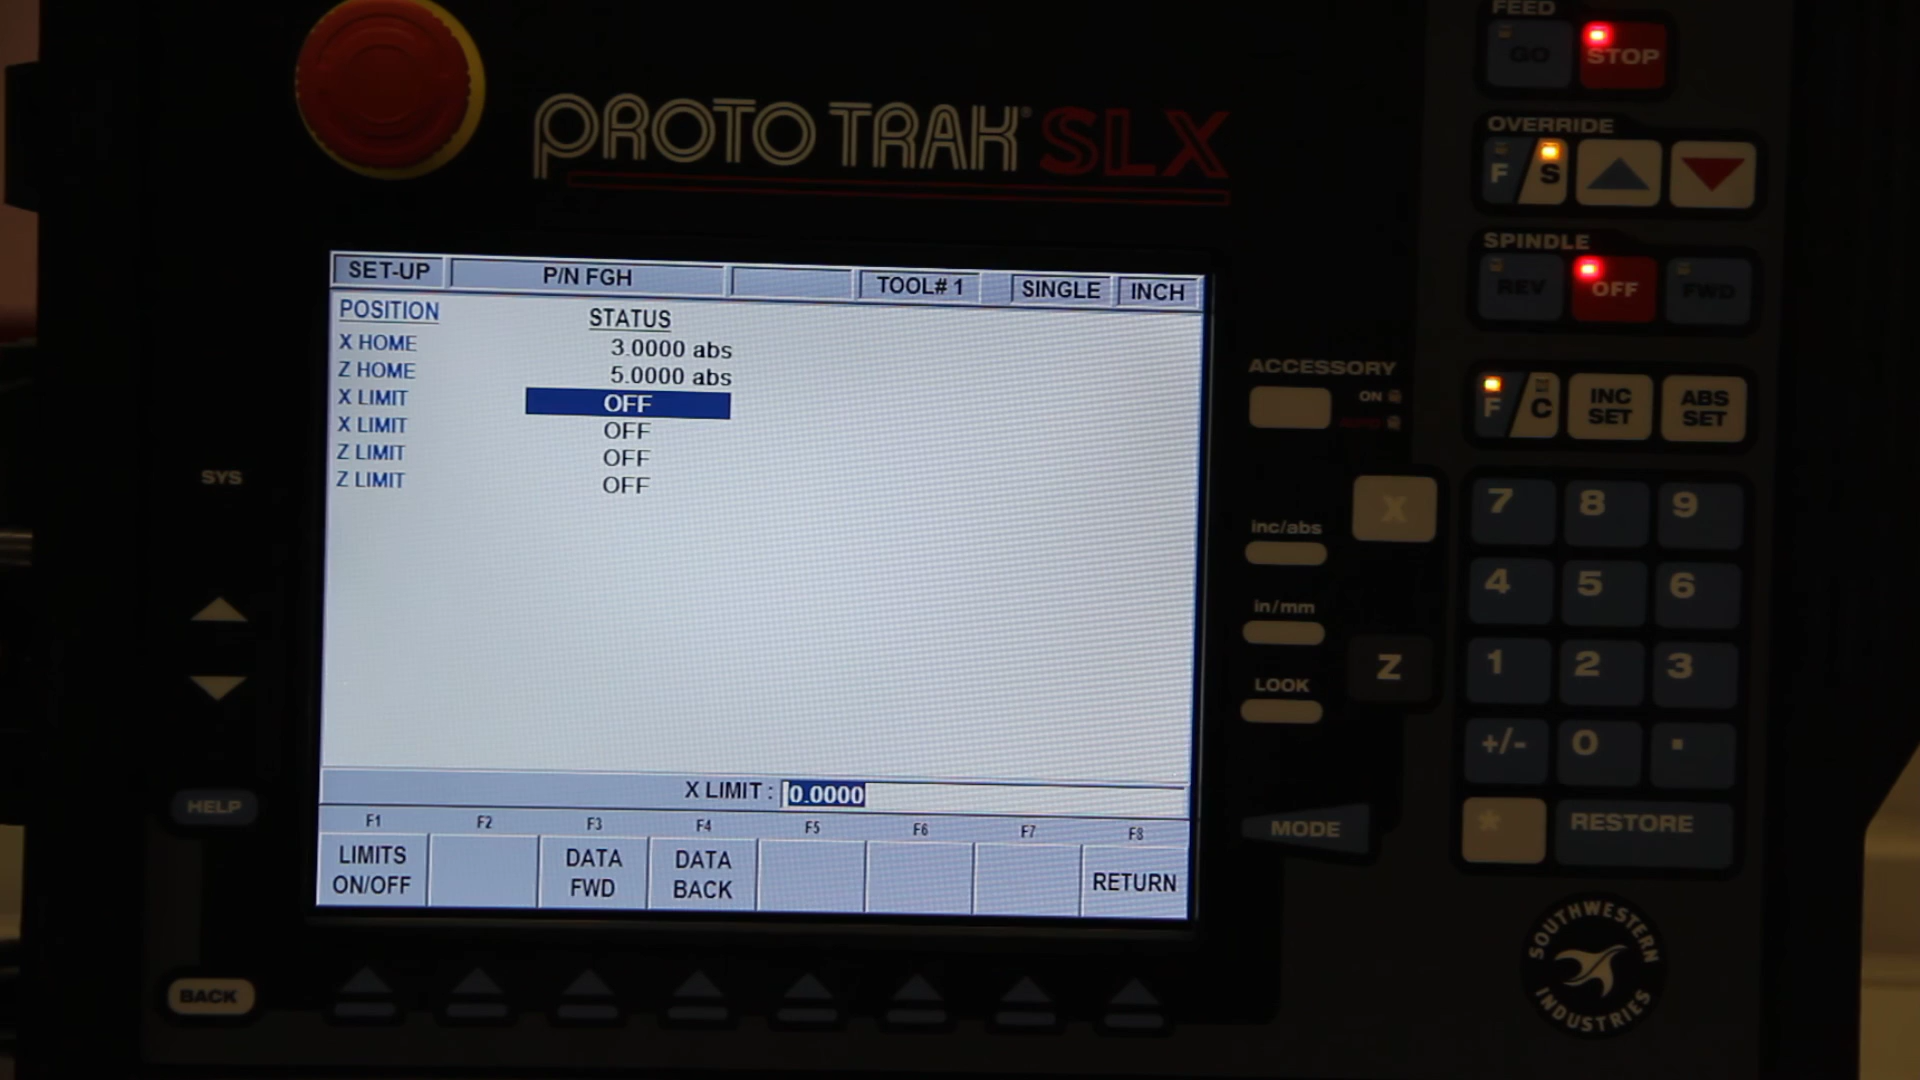 FEED
GO STOP
PROTOTRAK® SLX
OVERRIDE
F S
SPINDLE
REV OFF FWD
SET-UP P/N FGH TOOL# 1 SINGLE INCH
POSITION STATUS
X HOME 3.0000 abs
Z HOME 5.0000 abs
X LIMIT OFF
X LIMIT OFF
Z LIMIT OFF
Z LIMIT OFF
X LIMIT : 0.0000
F1 F2 F3 F4 F5 F6 F7 F8
LIMITS ON/OFF
DATA FWD
DATA BACK
RETURN
SYS
HELP
BACK
ACCESSORY
ON
F C
INC SET
ABS SET
inc/abs
X
in/mm
LOOK
Z
MODE
7 8 9
4 5 6
1 2 3
+/- 0 .
* RESTORE
SOUTHWESTERN
INDUSTRIES